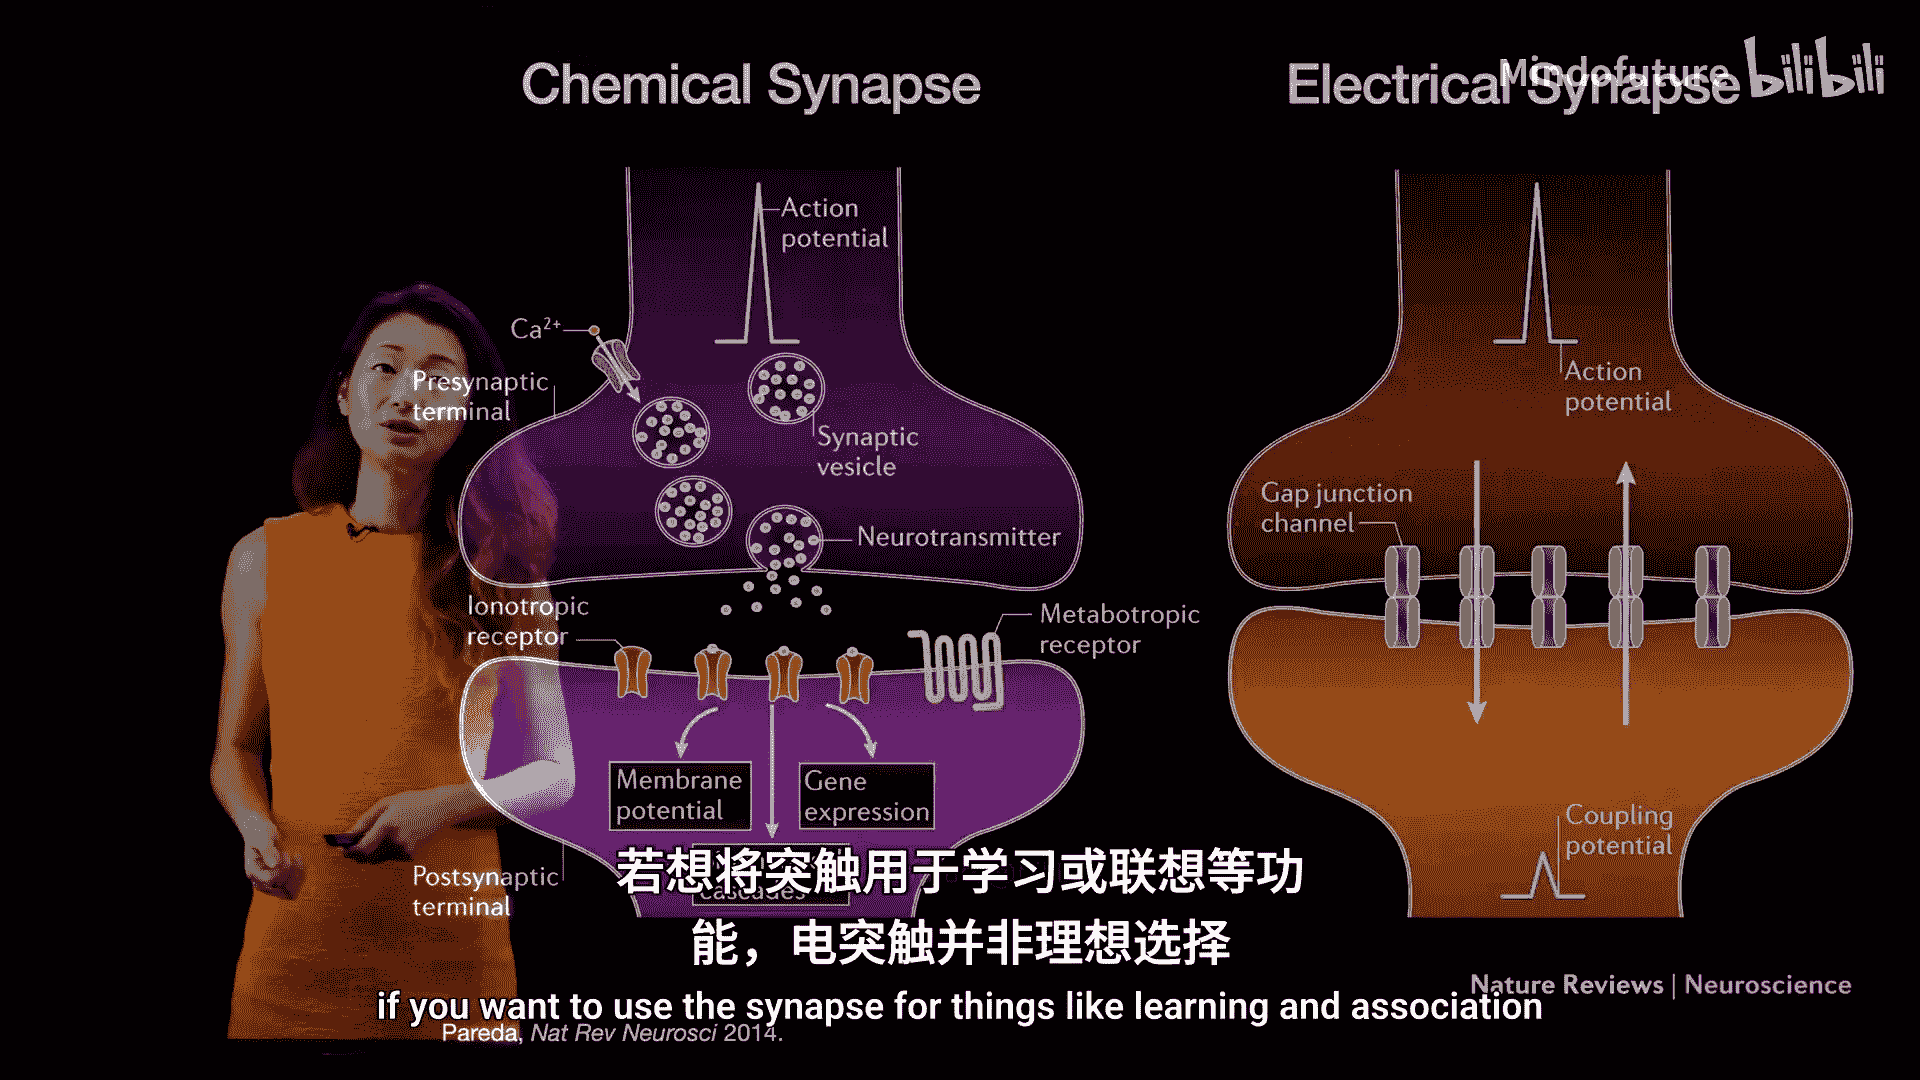 Chemical Synapse
Electrical Synapse
Mindofuture
bilibili
Action
potential
Ca²⁺
Presynaptic
terminal
Synaptic
vesicle
Neurotransmitter
Ionotropic
receptor
Metabotropic
receptor
Membrane
potential
Gene
expression
cascades
Postsynaptic
terminal
Action
potential
Gap junction
channel
Coupling
potential
若想将突触用于学习或联想等功
能，电突触并非理想选择
Nature Reviews | Neuroscience
if you want to use the synapse for things like learning and association
Pareda, Nat Rev Neurosci 2014.